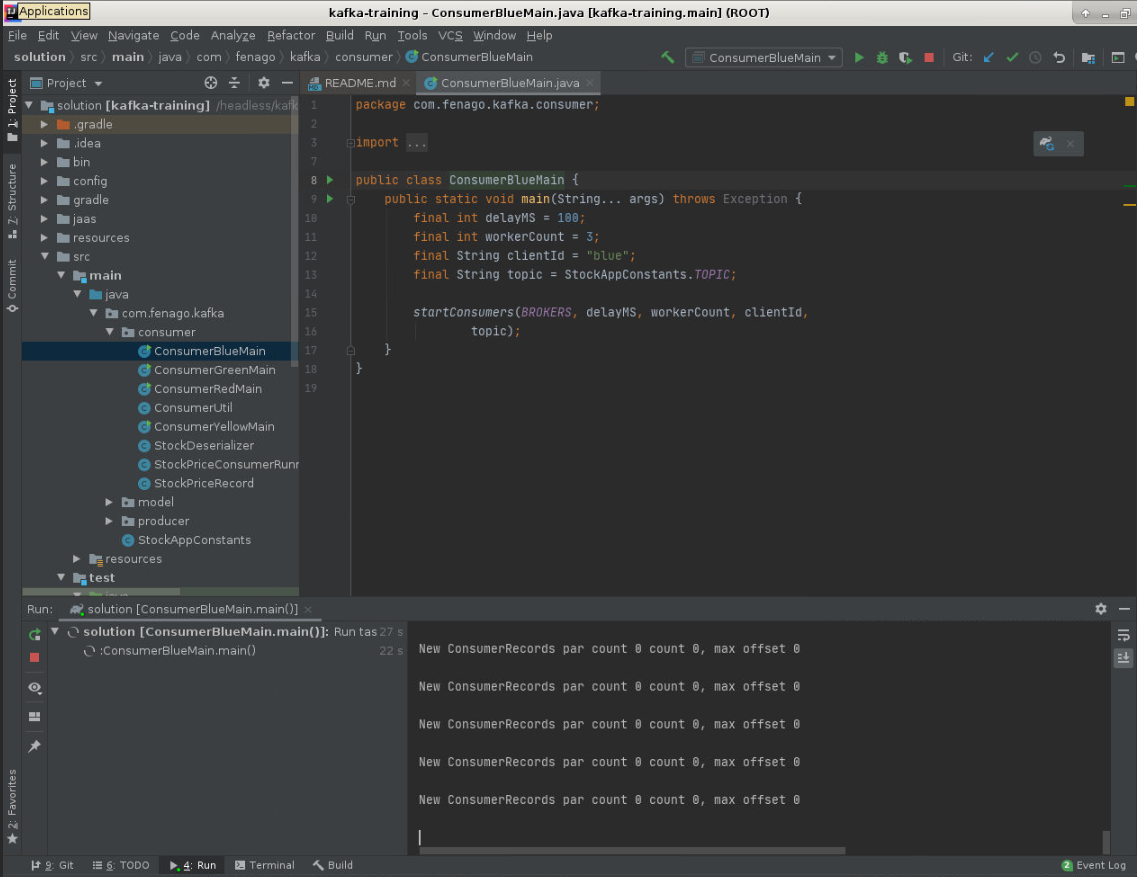 Applications
kafka-training – ConsumerBlueMain.java [kafka-training.main] (ROOT)
File Edit View Navigate Code Analyze Refactor Build Run Tools VCS Window Help
solution › src › main › java › com › fenago › kafka › consumer › ConsumerBlueMain
ConsumerBlueMain
Git:
1: Project
7: Structure
Commit
2: Favorites
Project
README.md
ConsumerBlueMain.java
solution [kafka-training] /headless/kafk
.gradle
.idea
bin
config
gradle
jaas
resources
src
main
java
com.fenago.kafka
consumer
ConsumerBlueMain
ConsumerGreenMain
ConsumerRedMain
ConsumerUtil
ConsumerYellowMain
StockDeserializer
StockPriceConsumerRunn
StockPriceRecord
model
producer
StockAppConstants
resources
test
java
1 package com.fenago.kafka.consumer;
2
3 import ...
7
8 public class ConsumerBlueMain {
9 public static void main(String... args) throws Exception {
10 final int delayMS = 100;
11 final int workerCount = 3;
12 final String clientId = "blue";
13 final String topic = StockAppConstants.TOPIC;
14
15 startConsumers(BROKERS, delayMS, workerCount, clientId,
16 topic);
17 }
18 }
19
Run: solution [ConsumerBlueMain.main()]
solution [ConsumerBlueMain.main()]: Run tas 27 s
:ConsumerBlueMain.main() 22 s
New ConsumerRecords par count 0 count 0, max offset 0
New ConsumerRecords par count 0 count 0, max offset 0
New ConsumerRecords par count 0 count 0, max offset 0
New ConsumerRecords par count 0 count 0, max offset 0
New ConsumerRecords par count 0 count 0, max offset 0
9: Git 6: TODO 4: Run Terminal Build 2 Event Log